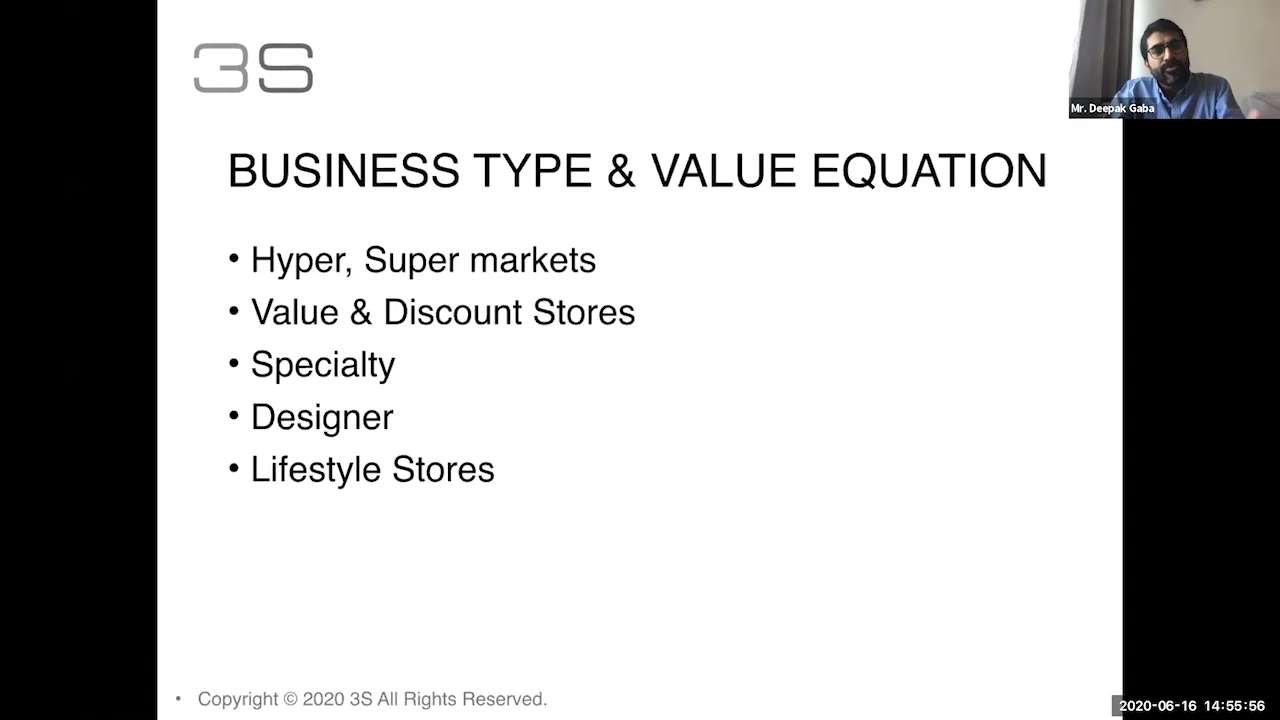 3S
Mr. Deepak Gaba
BUSINESS TYPE & VALUE EQUATION
• Hyper, Super markets
• Value & Discount Stores
• Specialty
• Designer
• Lifestyle Stores
• Copyright © 2020 3S All Rights Reserved.
2020-06-16 14:55:56